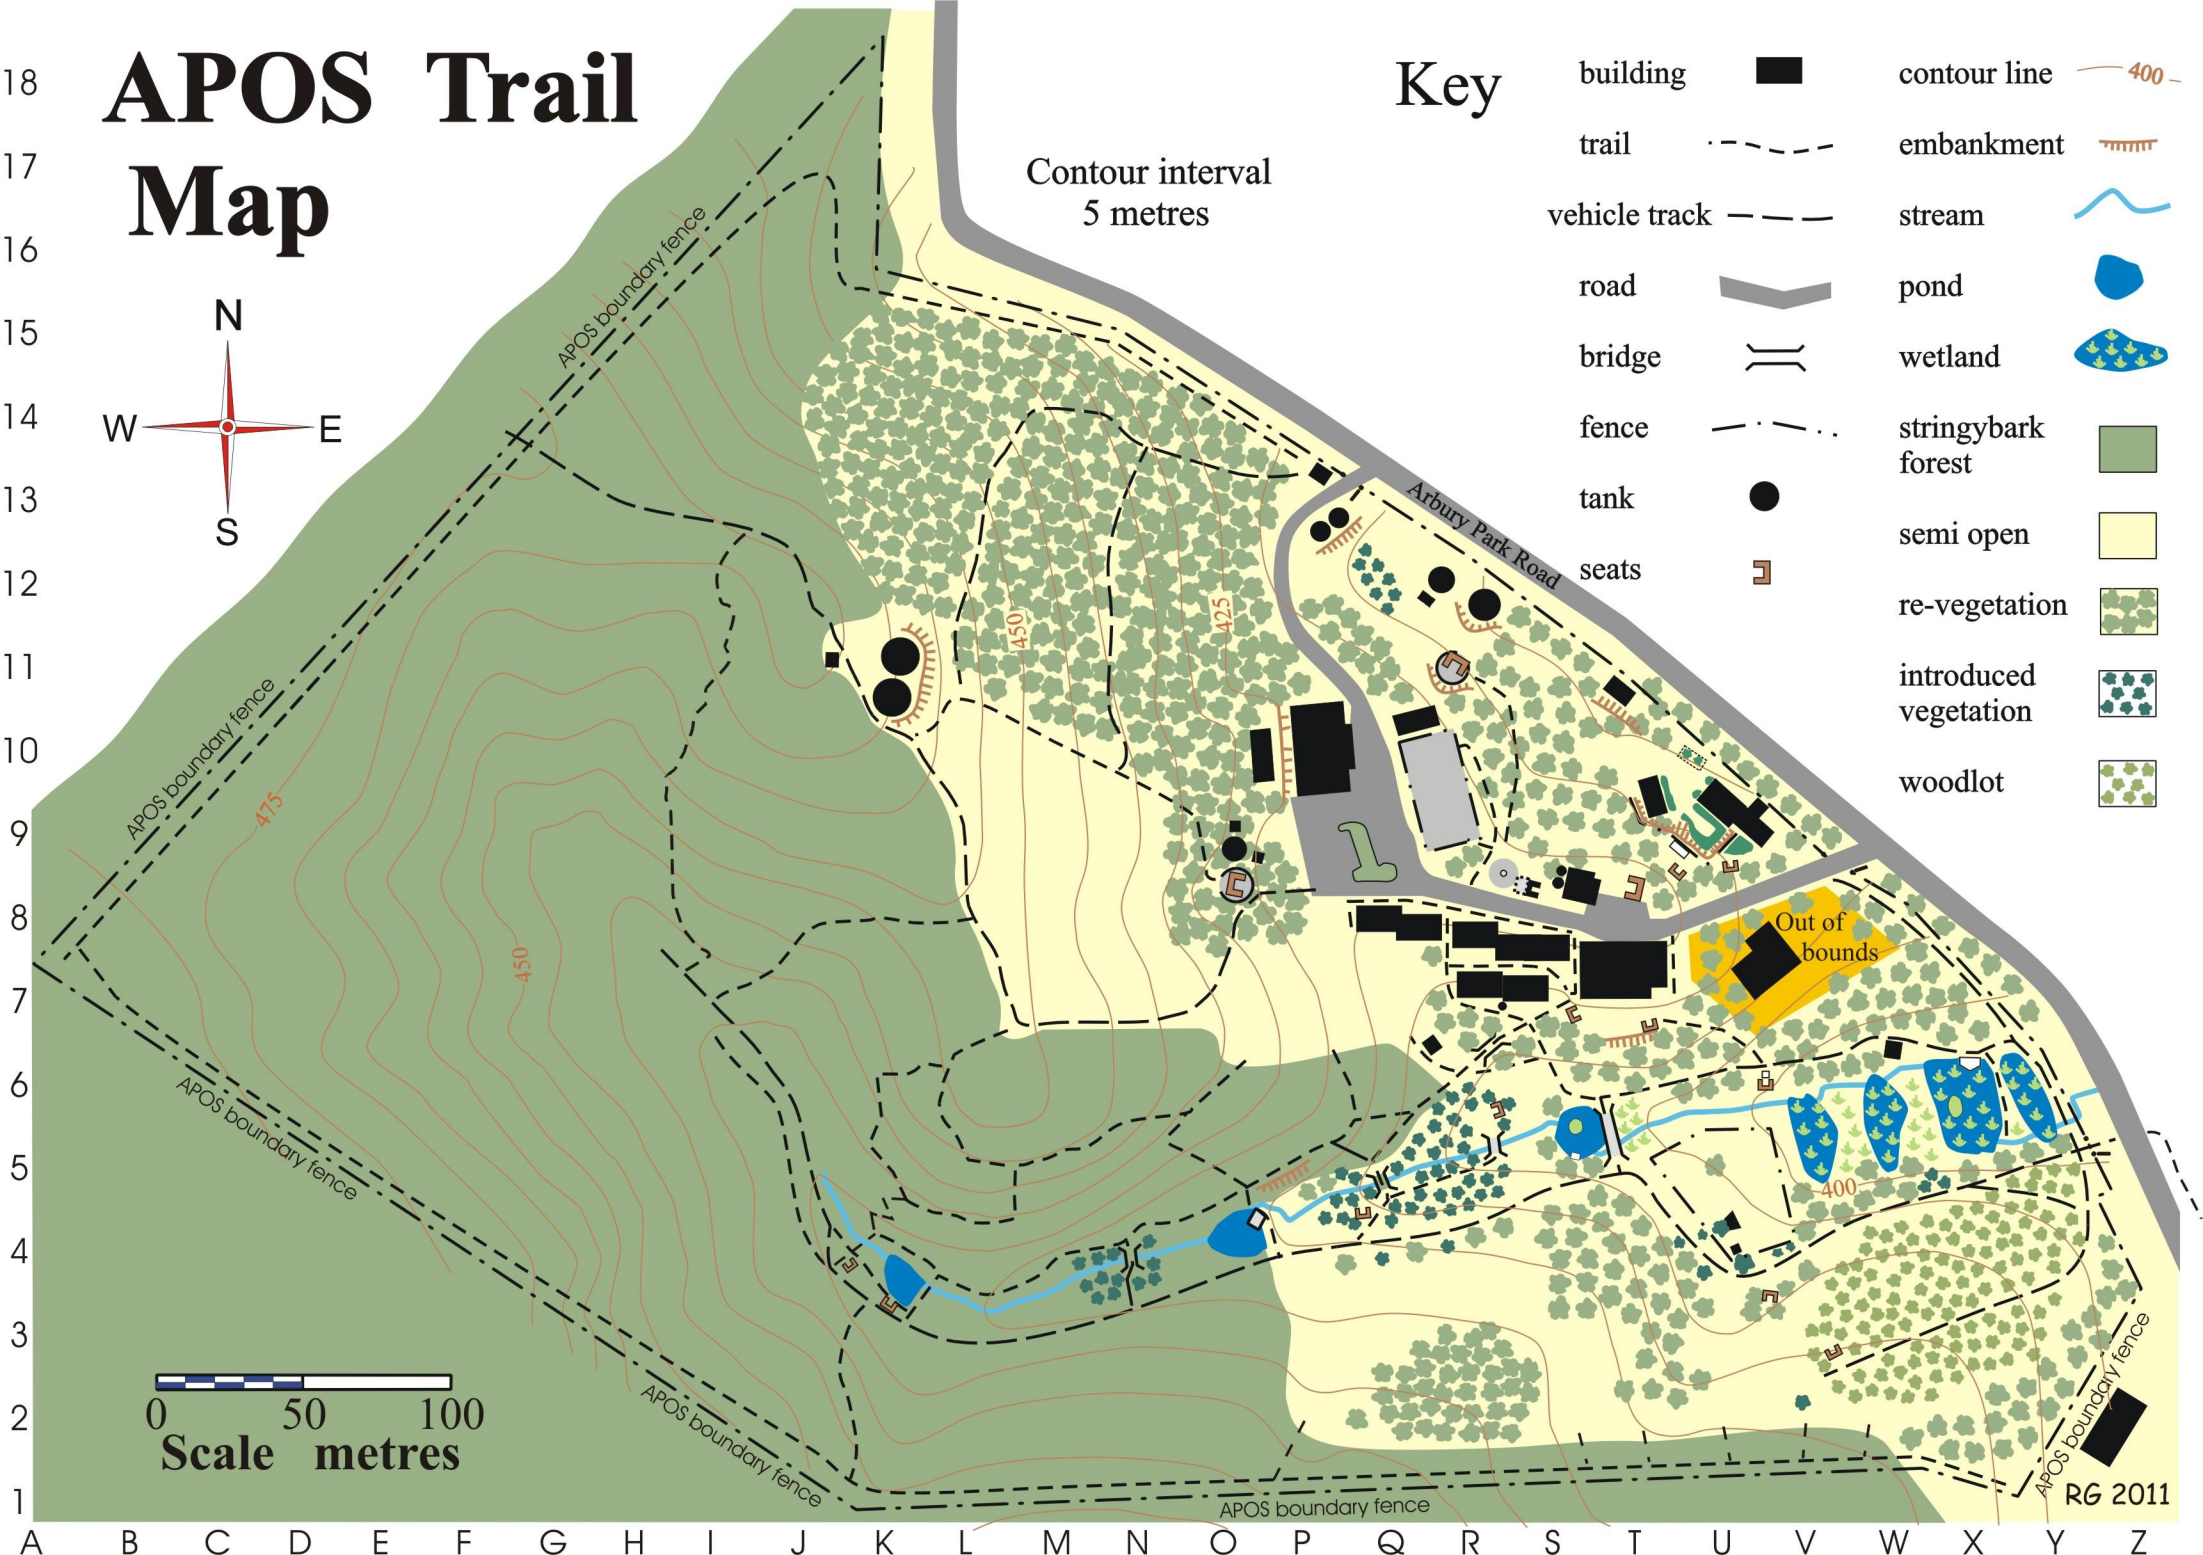 APOS Trail
Map
Contour interval
5 metres
Key
building
trail
vehicle track
road
bridge
fence
tank
seats
contour line
400
embankment
stream
pond
wetland
stringybark
forest
semi open
re-vegetation
introduced
vegetation
woodlot
N
W
E
S
18
17
16
15
14
13
12
11
10
9
8
7
6
5
4
3
2
1
APOS boundary fence
APOS boundary fence
APOS boundary fence
APOS boundary fence
APOS boundary fence
APOS boundary fence
Arbury Park Road
475
450
450
425
400
Out of
bounds
0 50 100
Scale metres
RG 2011
A B C D E F G H I J K L M N O P Q R S T U V W X Y Z